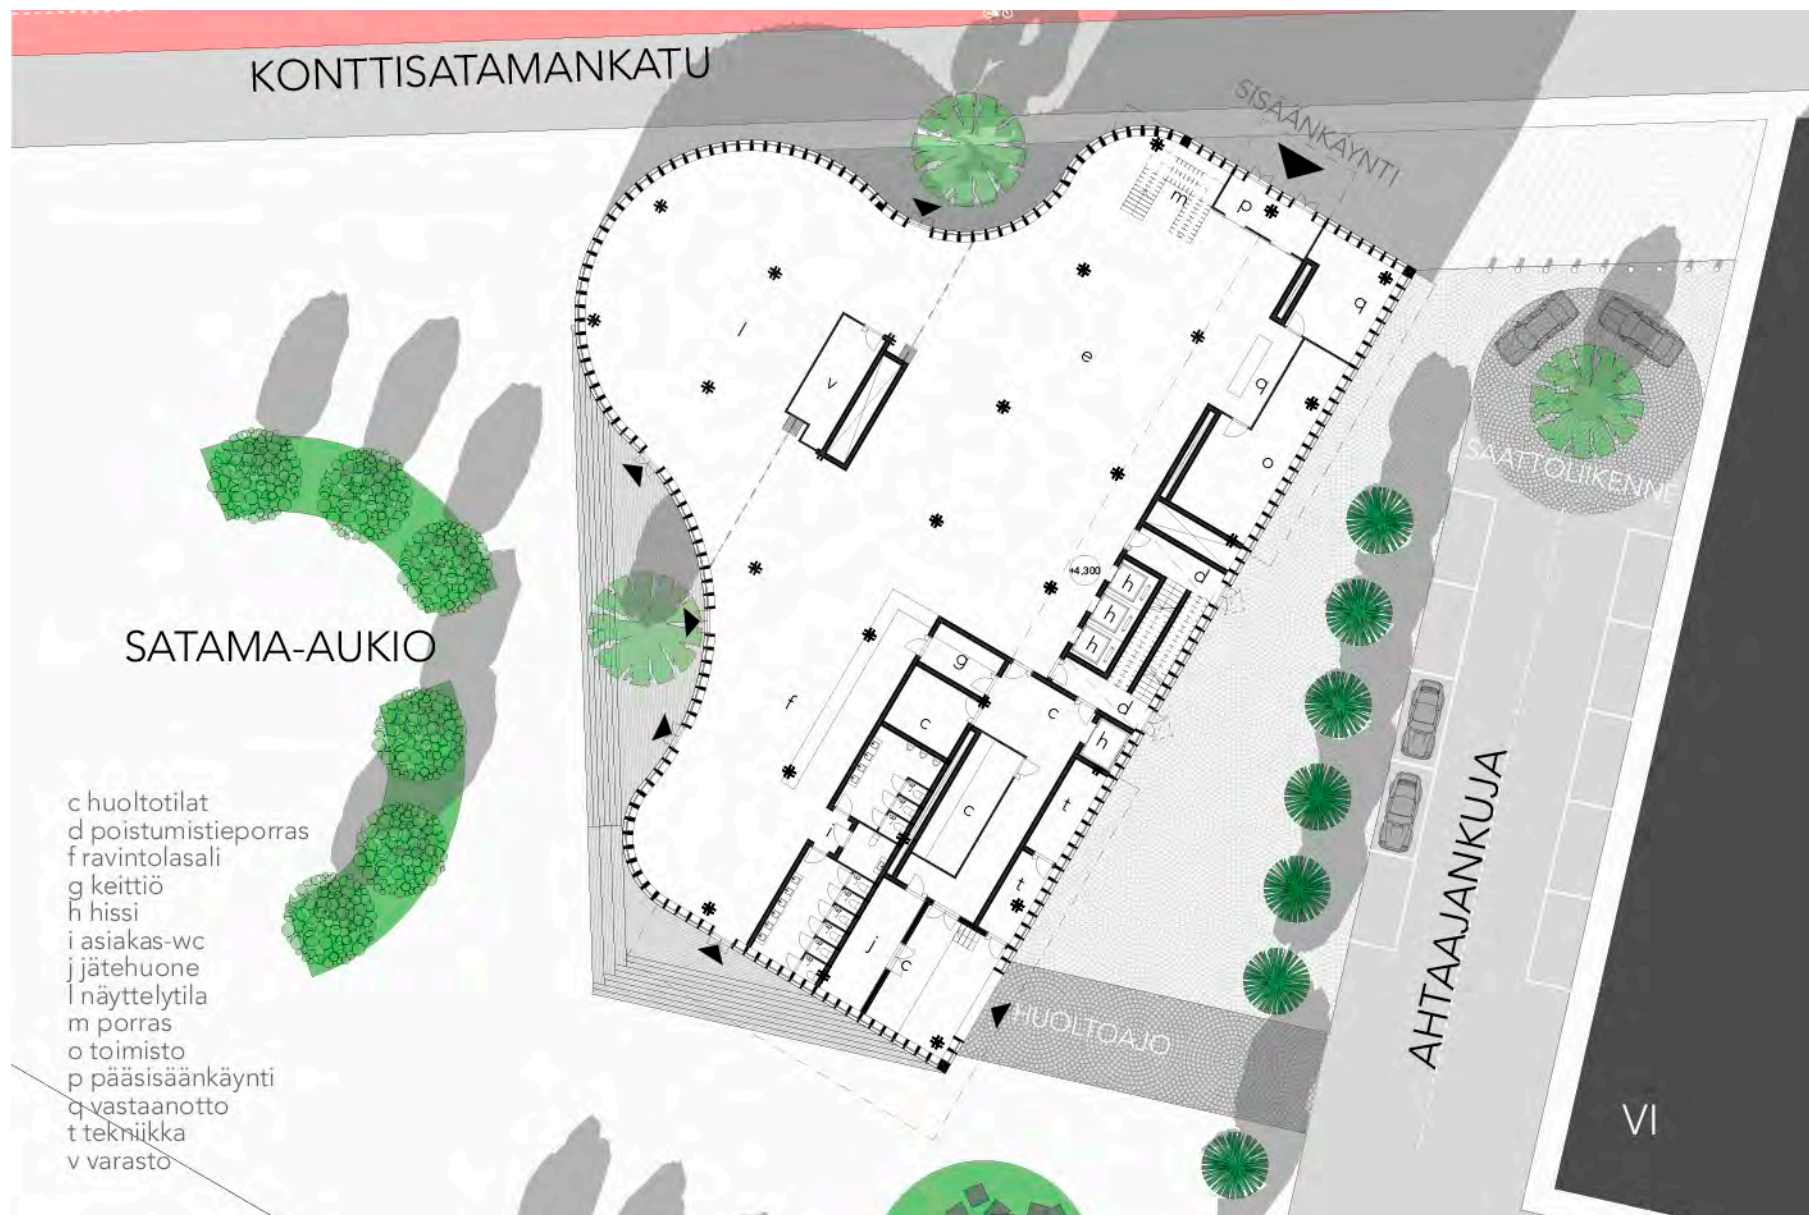 KONTTISATAMANKATU
SISÄÄNKÄYNTI
m
p
q
l
e
v
q
o
SAATTOLIIKENNE
+4,300
h
d
h
h
SATAMA-AUKIO
g
f
c
c
d
h
c
t
t
j
c
HUOLTOAJO
AHTAAJANKUJA
VI
c huoltotilat
d poistumistieporras
f ravintolasali
g keittiö
h hissi
i asiakas-wc
j jätehuone
l näyttelytila
m porras
o toimisto
p pääsisäänkäynti
q vastaanotto
t tekniikka
v varasto